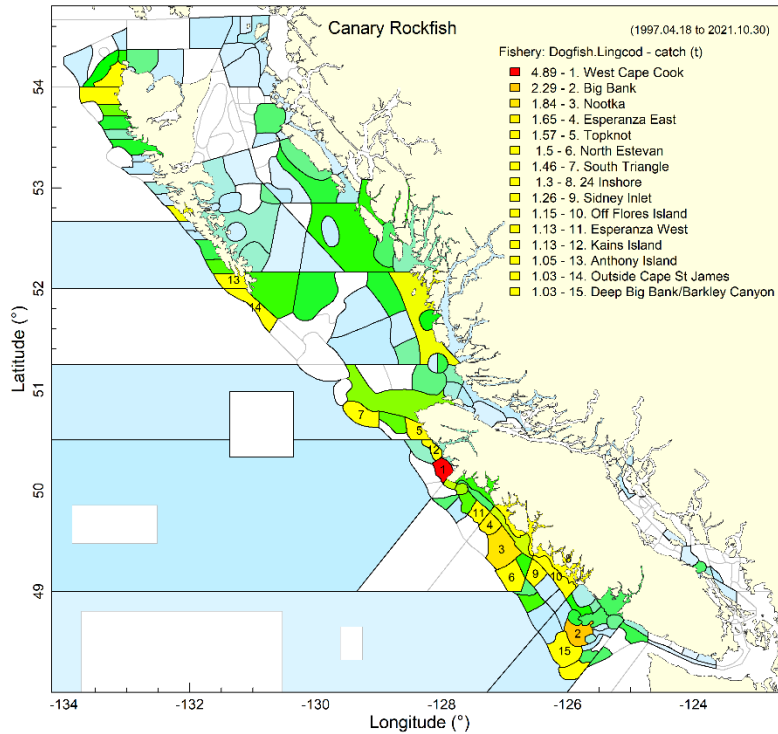 Canary Rockfish
(1997.04.18 to 2021.10.30)
Fishery: Dogfish.Lingcod - catch (t)
4.89 - 1. West Cape Cook
2.29 - 2. Big Bank
1.84 - 3. Nootka
1.65 - 4. Esperanza East
1.57 - 5. Topknot
1.5 - 6. North Estevan
1.46 - 7. South Triangle
1.3 - 8. 24 Inshore
1.26 - 9. Sidney Inlet
1.15 - 10. Off Flores Island
1.13 - 11. Esperanza West
1.13 - 12. Kains Island
1.05 - 13. Anthony Island
1.03 - 14. Outside Cape St James
1.03 - 15. Deep Big Bank/Barkley Canyon
54
53
52
51
50
49
Latitude (°)
13
14
7
5
12
1
11
4
3
8
6
9
10
2
15
-134
-132
-130
-128
-126
-124
Longitude (°)